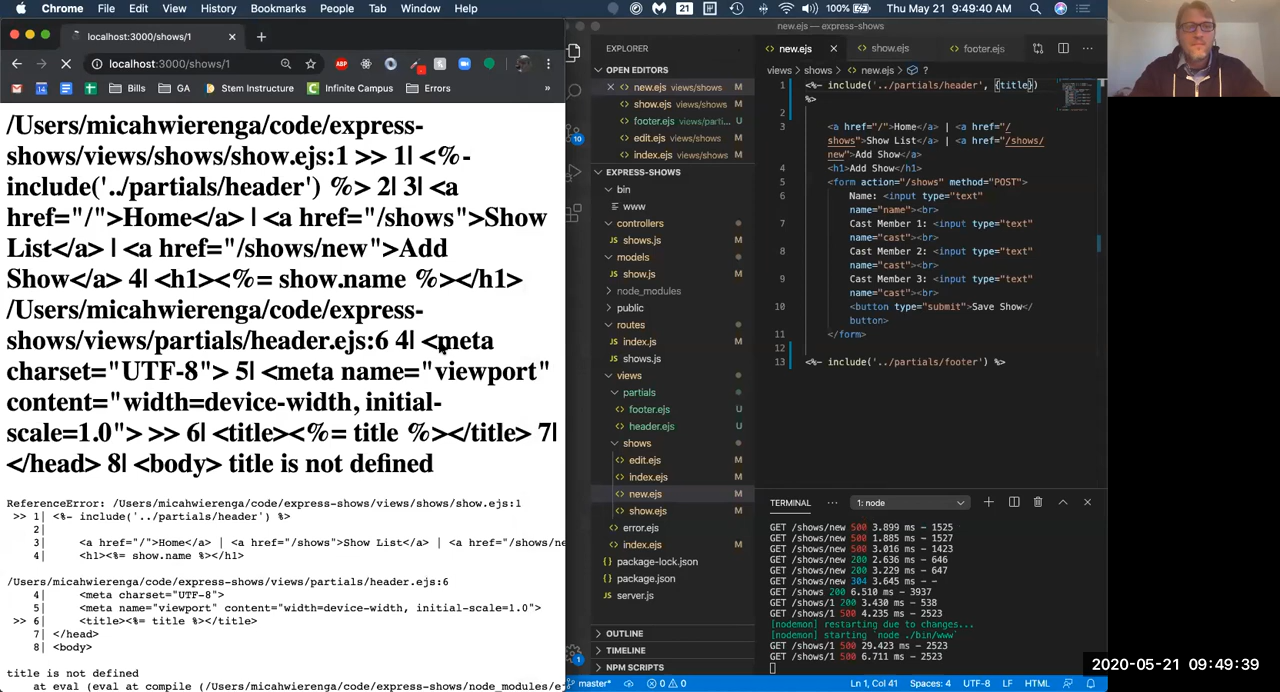 Chrome File Edit View History Bookmarks People Tab Window Help 21 100% Thu May 21 9:49:40 AM
localhost:3000/shows/1
localhost:3000/shows/1
Bills GA Stem Instructure Infinite Campus Errors »
/Users/micahwierenga/code/express-
shows/views/shows/show.ejs:1 >> 1| <%-
include('../partials/header') %> 2| 3| <a
href="/">Home</a> | <a href="/shows">Show
List</a> | <a href="/shows/new">Add
Show</a> 4| <h1><%= show.name %></h1>
/Users/micahwierenga/code/express-
shows/views/partials/header.ejs:6 4| <meta
charset="UTF-8"> 5| <meta name="viewport"
content="width=device-width, initial-
scale=1.0"> >> 6| <title><%= title %></title> 7|
</head> 8| <body> title is not defined
ReferenceError: /Users/micahwierenga/code/express-shows/views/shows/show.ejs:1
>> 1| <%- include('../partials/header') %>
2|
3| <a href="/">Home</a> | <a href="/shows">Show List</a> | <a href="/shows/ne
4| <h1><%= show.name %></h1>
/Users/micahwierenga/code/express-shows/views/partials/header.ejs:6
4| <meta charset="UTF-8">
5| <meta name="viewport" content="width=device-width, initial-scale=1.0">
>> 6| <title><%= title %></title>
7| </head>
8| <body>
title is not defined
at eval (eval at compile (/Users/micahwierenga/code/express-shows/node_modules/e
new.ejs — express-shows
EXPLORER
OPEN EDITORS
new.ejs views/shows M
show.ejs views/shows M
footer.ejs views/parti... U
edit.ejs views/shows M
index.ejs views/shows M
EXPRESS-SHOWS
bin
www
controllers
shows.js M
models
show.js M
node_modules
public
routes
index.js M
shows.js M
views
partials
footer.ejs U
header.ejs U
shows
edit.ejs M
index.ejs M
new.ejs M
show.ejs M
error.ejs
index.ejs M
package-lock.json
package.json
server.js
OUTLINE
TIMELINE
NPM SCRIPTS
10
1
new.ejs show.ejs footer.ejs
views > shows > new.ejs > ?
1 <%- include('../partials/header', {title})
%>
2
3 <a href="/">Home</a> | <a href="/
shows">Show List</a> | <a href="/shows/
new">Add Show</a>
4 <h1>Add Show</h1>
5 <form action="/shows" method="POST">
6 Name: <input type="text"
name="name"><br>
7 Cast Member 1: <input type="text"
name="cast"><br>
8 Cast Member 2: <input type="text"
name="cast"><br>
9 Cast Member 3: <input type="text"
name="cast"><br>
10 <button type="submit">Save Show</
button>
11 </form>
12
13 <%- include('../partials/footer') %>
TERMINAL ··· 1: node
GET /shows/new 500 3.899 ms - 1525
GET /shows/new 500 1.885 ms - 1527
GET /shows/new 500 3.016 ms - 1423
GET /shows/new 200 2.636 ms - 646
GET /shows/new 200 3.229 ms - 647
GET /shows/new 304 3.645 ms - -
GET /shows 200 6.510 ms - 3937
GET /shows/1 200 3.430 ms - 538
GET /shows/1 500 4.235 ms - 2523
[nodemon] restarting due to changes...
[nodemon] starting `node ./bin/www`
GET /shows/1 500 29.423 ms - 2523
GET /shows/1 500 6.711 ms - 2523
master* 0 0 Ln 1, Col 41 Spaces: 4 UTF-8 LF HTML
2020-05-21 09:49:39